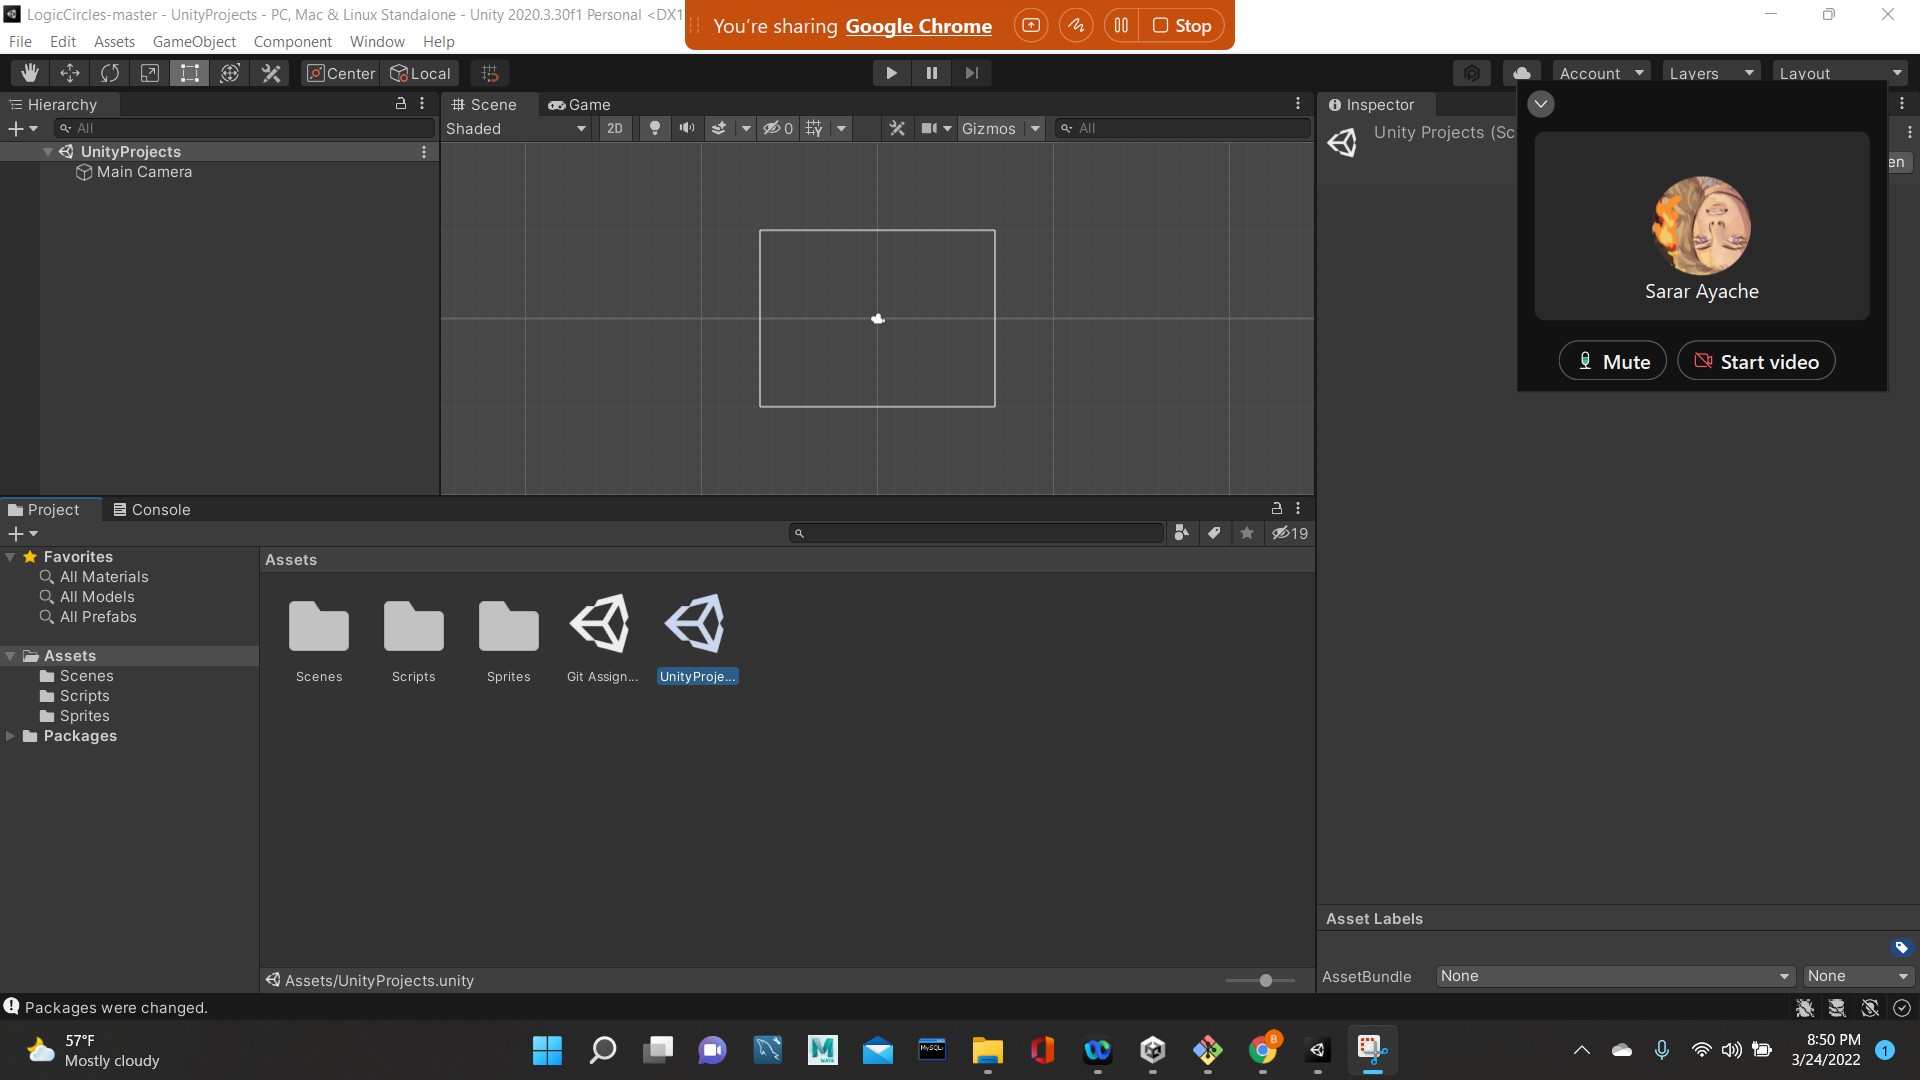 LogicCircles-master - UnityProjects - PC, Mac & Linux Standalone - Unity 2020.3.30f1 Personal <DX1
You're sharing Google Chrome
Stop
File Edit Assets GameObject Component Window Help
Center Local
Account Layers Layout
Hierarchy
All
UnityProjects
Main Camera
Scene Game
Shaded 2D 0 Gizmos All
Inspector
Unity Projects (Sc
en
Sarar Ayache
Mute Start video
Project Console
19
Favorites
All Materials
All Models
All Prefabs
Assets
Scenes
Scripts
Sprites
Packages
Assets
Scenes Scripts Sprites Git Assign... UnityProje...
Assets/UnityProjects.unity
Asset Labels
AssetBundle None None
Packages were changed.
57°F
Mostly cloudy
MAYA
MySQL
B
8:50 PM
3/24/2022
1